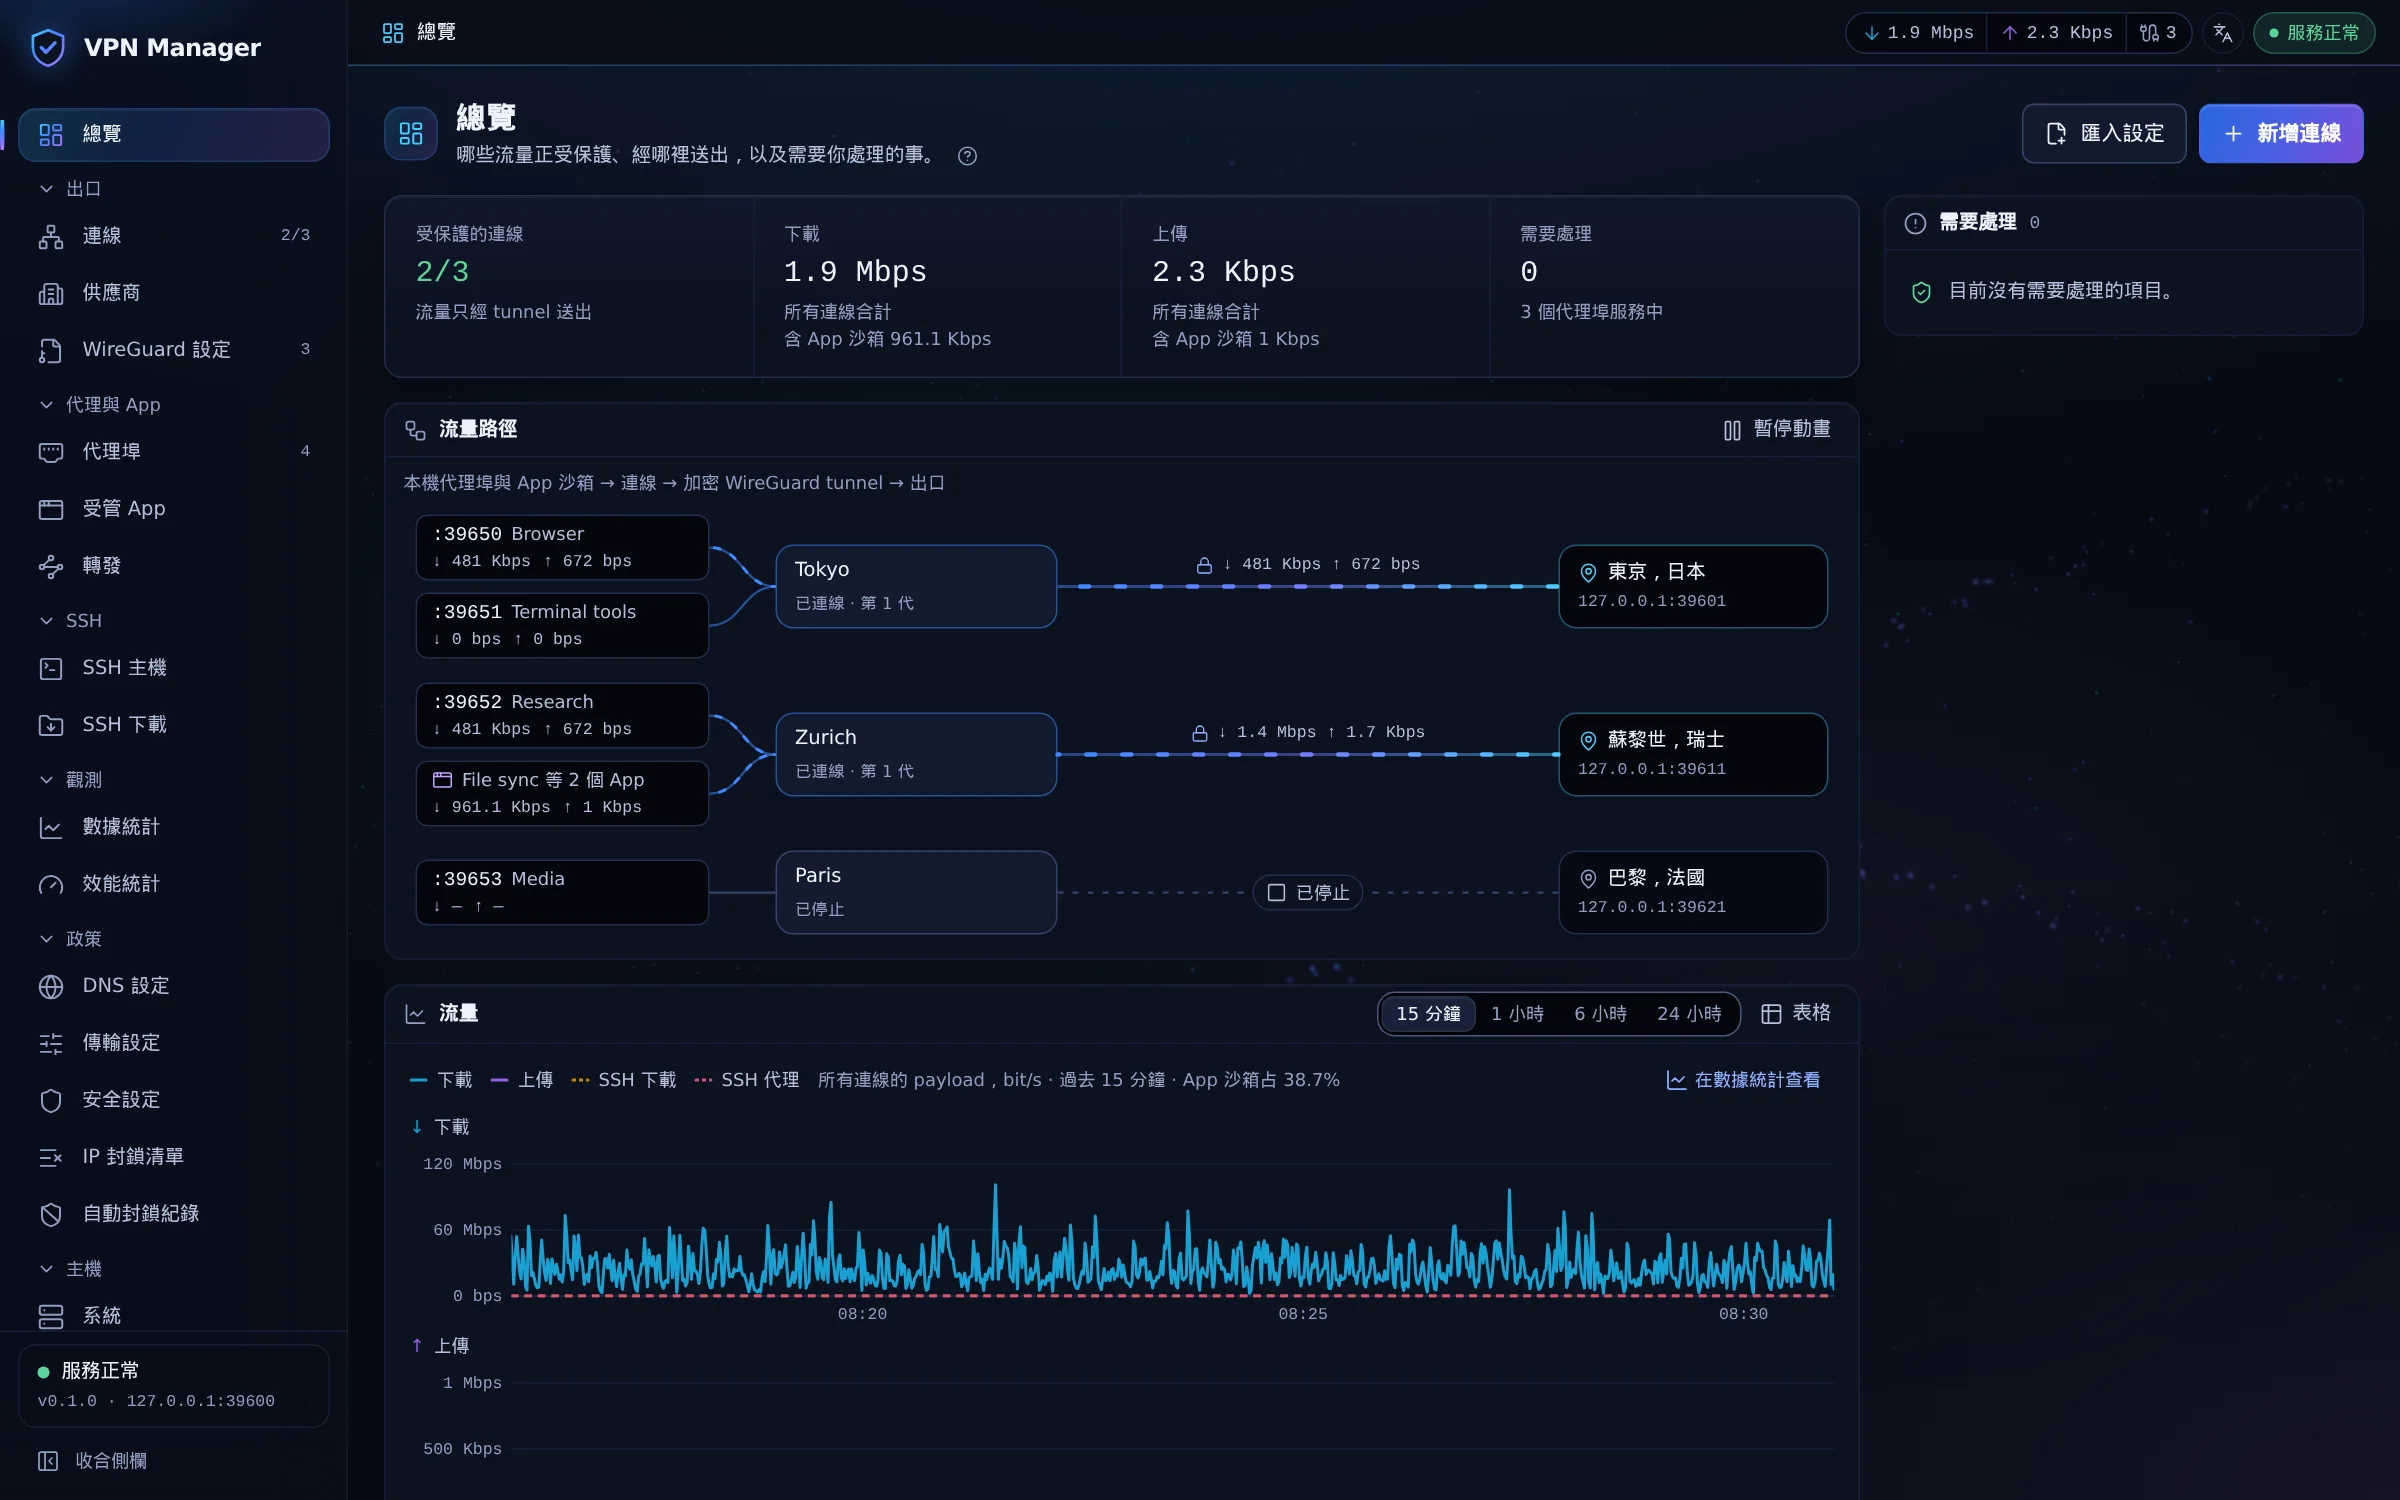 VPN Manager
總覽
出口
連線 2/3
供應商
WireGuard 設定 3
代理與 App
代理埠 4
受管 App
轉發
SSH
SSH 主機
SSH 下載
觀測
數據統計
效能統計
政策
DNS 設定
傳輸設定
安全設定
IP 封鎖清單
自動封鎖紀錄
主機
系統
服務正常
v0.1.0 · 127.0.0.1:39600
收合側欄
總覽
↓ 1.9 Mbps ↑ 2.3 Kbps 3 服務正常
總覽
哪些流量正受保護、經哪裡送出，以及需要你處理的事。
匯入設定
+ 新增連線
受保護的連線
2/3
流量只經 tunnel 送出
下載
1.9 Mbps
所有連線合計
含 App 沙箱 961.1 Kbps
上傳
2.3 Kbps
所有連線合計
含 App 沙箱 1 Kbps
需要處理
0
3 個代理埠服務中
需要處理 0
目前沒有需要處理的項目。
流量路徑
暫停動畫
本機代理埠與 App 沙箱 → 連線 → 加密 WireGuard tunnel → 出口
:39650 Browser
↓ 481 Kbps ↑ 672 bps
:39651 Terminal tools
↓ 0 bps ↑ 0 bps
Tokyo
已連線 · 第 1 代
↓ 481 Kbps ↑ 672 bps
東京，日本
127.0.0.1:39601
:39652 Research
↓ 481 Kbps ↑ 672 bps
File sync 等 2 個 App
↓ 961.1 Kbps ↑ 1 Kbps
Zurich
已連線 · 第 1 代
↓ 1.4 Mbps ↑ 1.7 Kbps
蘇黎世，瑞士
127.0.0.1:39611
:39653 Media
↓ — ↑ —
Paris
已停止
已停止
巴黎，法國
127.0.0.1:39621
流量
15 分鐘 1 小時 6 小時 24 小時 表格
下載 上傳 SSH 下載 SSH 代理 所有連線的 payload，bit/s · 過去 15 分鐘 · App 沙箱占 38.7%
在數據統計查看
↓ 下載
120 Mbps
60 Mbps
0 bps
08:20 08:25 08:30
↑ 上傳
1 Mbps
500 Kbps